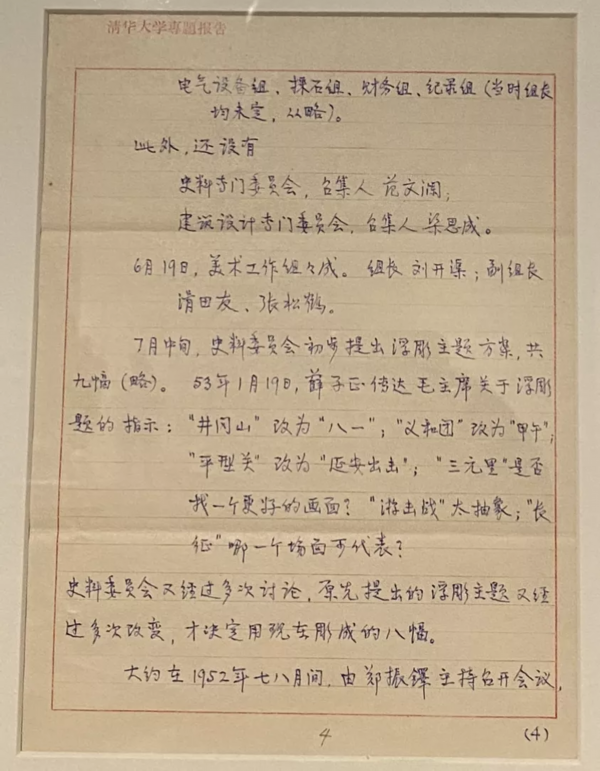 清华大学專題报告
电气设备组、採石组、财务组、纪录组(当时组长
均未定,从略)。
此外,还设有
史料专门委员会,召集人 范文澜;
建筑设计专门委员会,召集人 梁思成。
6月19日,美术工作组々成。组长 刘开渠;副组长
滑田友、张松鹤。
7月中旬,史料委员会初步提出浮彫主题方案,共
九幅(略)。53年1月19日,薛子正传达毛主席关于浮彫
题的指示:“井冈山”改为“八一”;“义和团”改为“甲午”;
“平型关”改为“延安出击”;“三元里”是否
找一个更好的画面?“游击战”太抽象;“长
征”哪一个场面可代表?
史料委员会又经过多次讨论,原先提出的浮彫主题又经
过多次改变,才决定用现在彫成的八幅。
大约在1952年七八月间,由郑振铎主持召开会议,
4
(4)